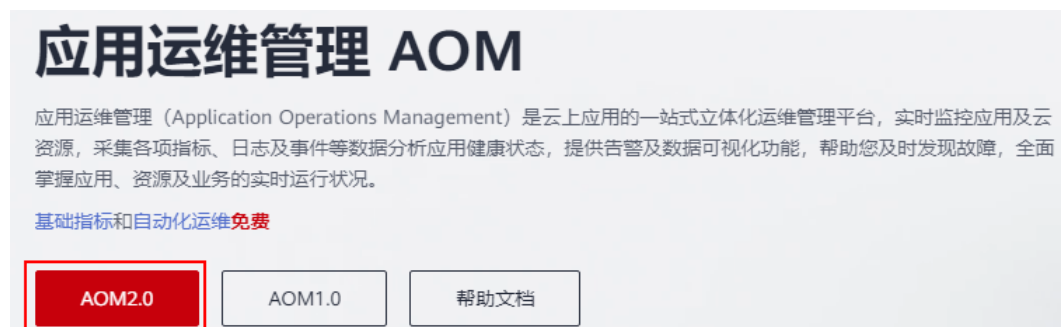 应用运维管理 AOM
应用运维管理（Application Operations Management）是云上应用的一站式立体化运维管理平台，实时监控应用及云
资源，采集各项指标、日志及事件等数据分析应用健康状态，提供告警及数据可视化功能，帮助您及时发现故障，全面
掌握应用、资源及业务的实时运行状况。
基础指标和自动化运维免费
AOM2.0 AOM1.0 帮助文档